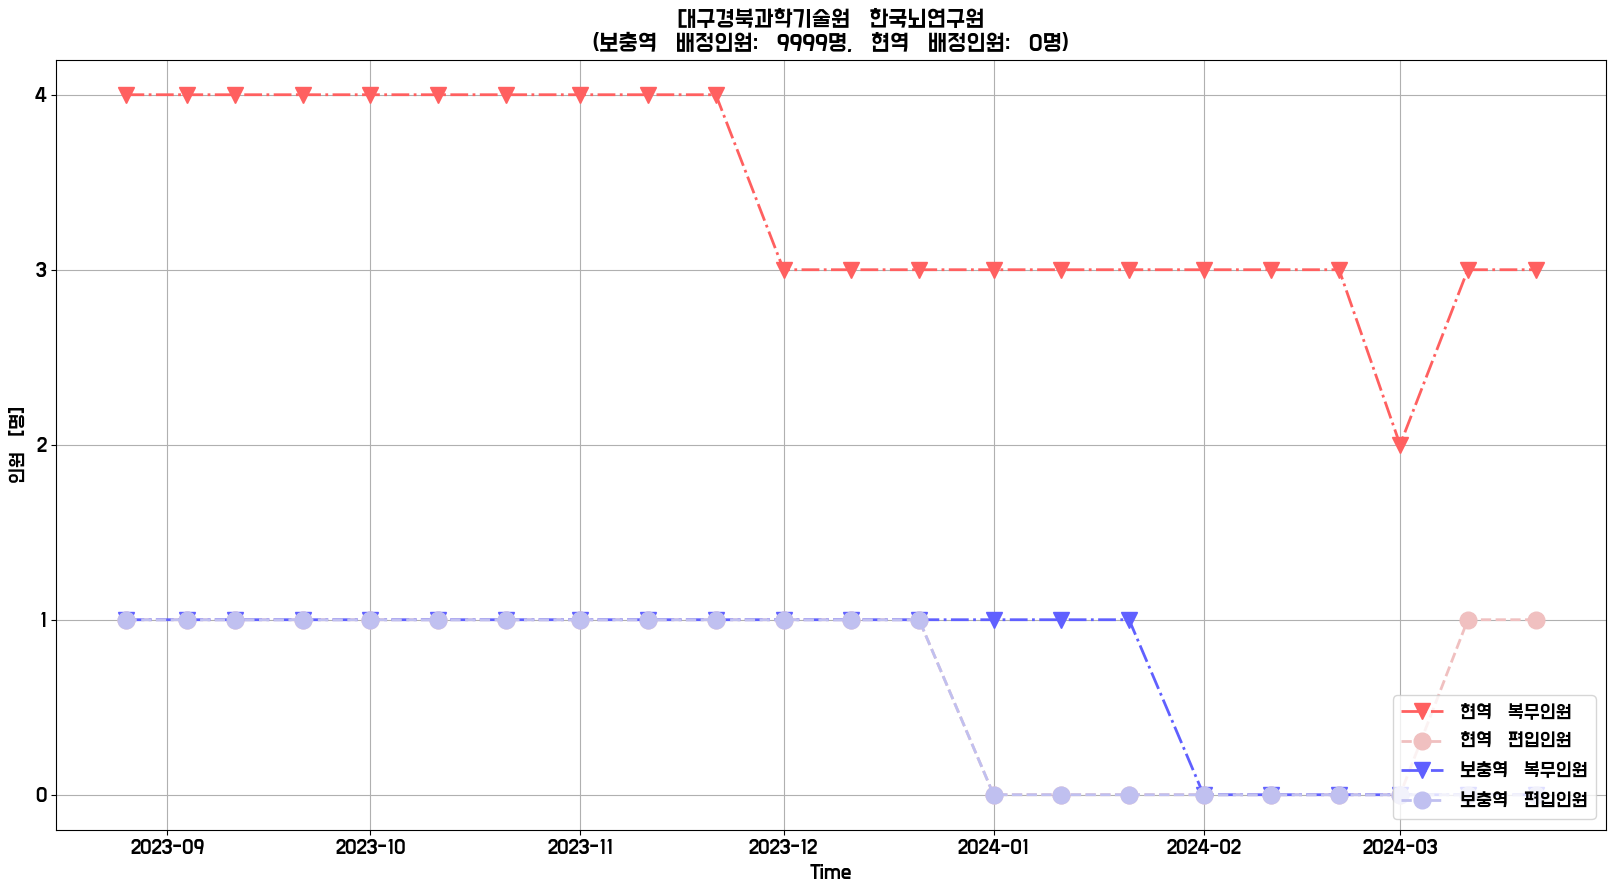 대구경북과학기술원 한국뇌연구원
(보충역 배정인원: 9999명, 현역 배정인원: 0명)
인원 [명]
4
3
2
1
0
2023-09 2023-10 2023-11 2023-12 2024-01 2024-02 2024-03
Time
현역 복무인원
현역 편입인원
보충역 복무인원
보충역 편입인원